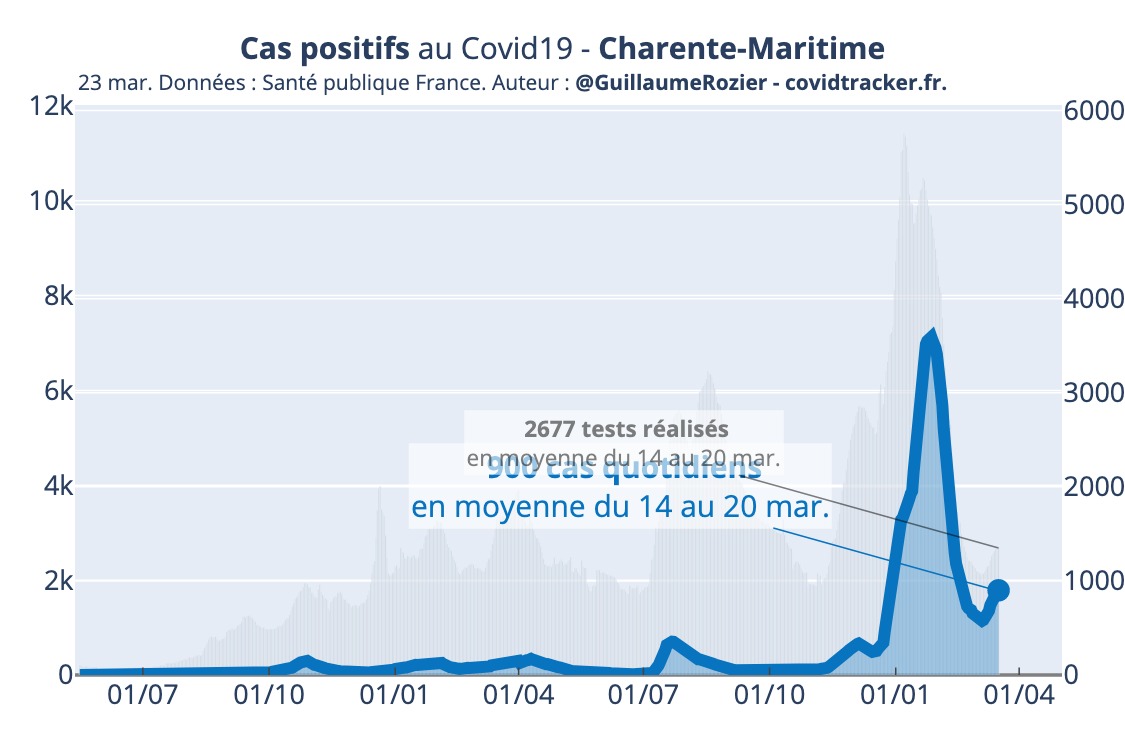 Cas positifs au Covid19 - Charente-Maritime
23 mar. Données : Santé publique France. Auteur : @GuillaumeRozier - covidtracker.fr.
12k
10k
8k
6k
4k
2k
0
6000
5000
4000
3000
2000
1000
0
2677 tests réalisés
en moyenne du 14 au 20 mar.
900 cas quotidiens
en moyenne du 14 au 20 mar.
01/07 01/10 01/01 01/04 01/07 01/10 01/01 01/04